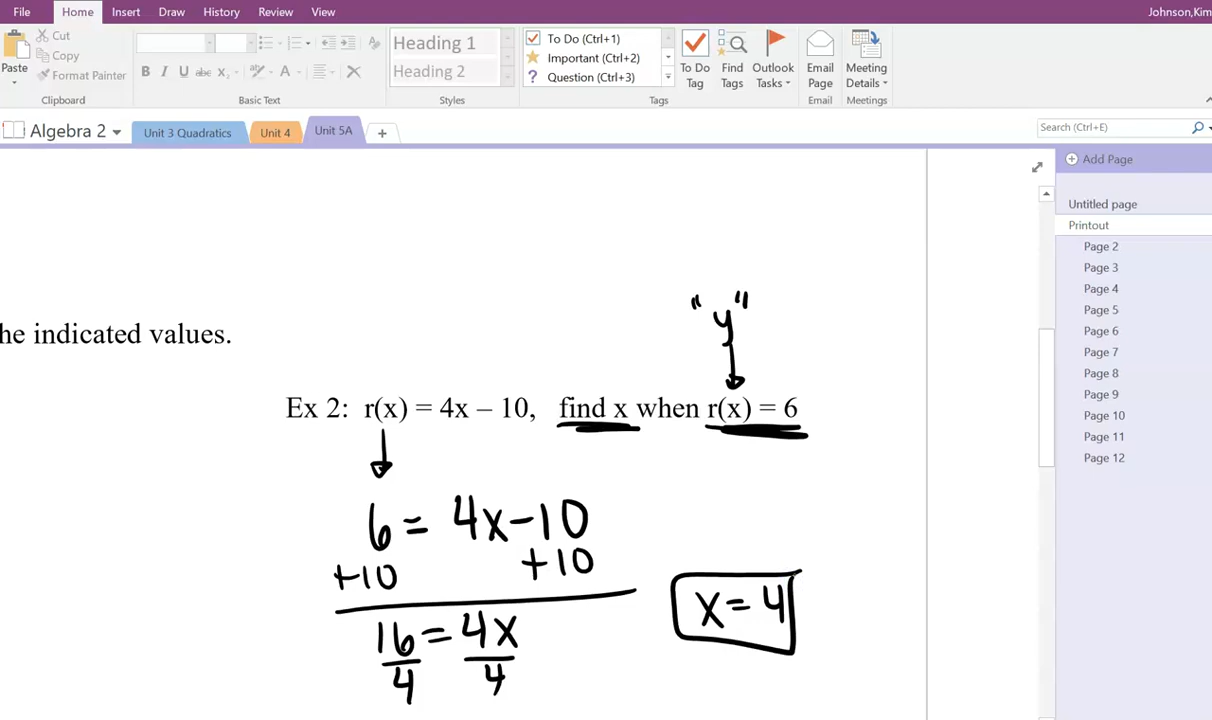 File Home Insert Draw History Review View Johnson,Kim
Cut
Copy
Format Painter
Paste
Clipboard
B I U abc x A
Basic Text
Heading 1
Heading 2
Styles
To Do (Ctrl+1)
Important (Ctrl+2)
? Question (Ctrl+3)
Tags
To Do Tag
Find Tags
Outlook Tasks
Email Page
Email
Meeting Details
Meetings
Algebra 2 Unit 3 Quadratics Unit 4 Unit 5A +
Search (Ctrl+E)
Add Page
Untitled page
Printout
Page 2
Page 3
Page 4
Page 5
Page 6
Page 7
Page 8
Page 9
Page 10
Page 11
Page 12
he indicated values.
"y"
Ex 2: r(x) = 4x – 10, find x when r(x) = 6
6 = 4x-10
+10 +10
16 = 4x
4 4
x = 4